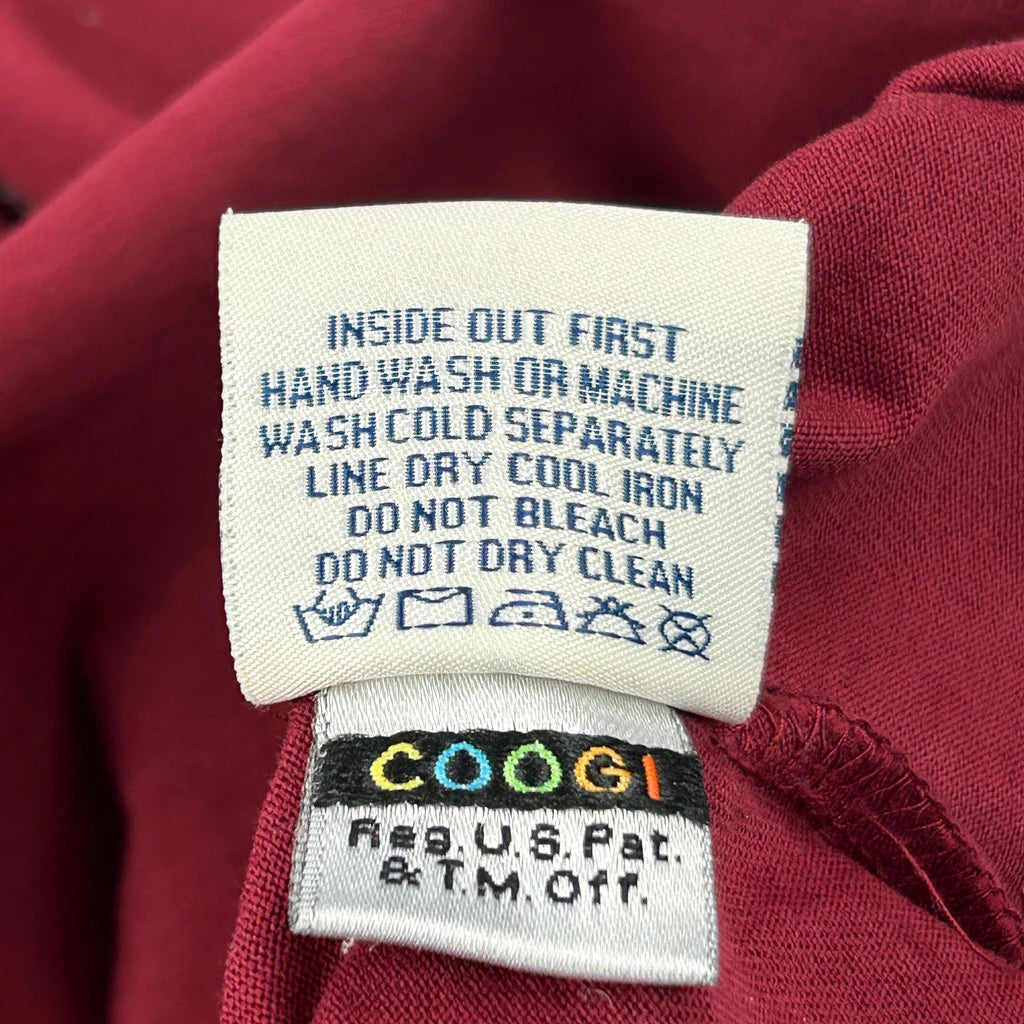 INSIDE OUT FIRST
HAND WASH OR MACHINE
WASH COLD SEPARATELY
LINE DRY COOL IRON
DO NOT BLEACH
DO NOT DRY CLEAN
COOGI
Reg. U.S. Pat.
& T.M. Off.